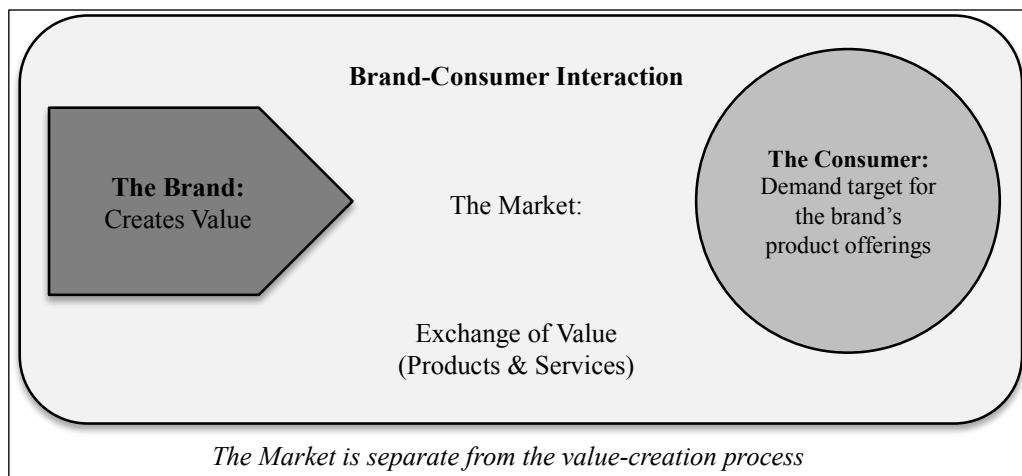 Brand-Consumer Interaction
The Brand:
Creates Value
The Market:
The Consumer:
Demand target for
the brand’s
product offerings
Exchange of Value
(Products & Services)
The Market is separate from the value-creation process